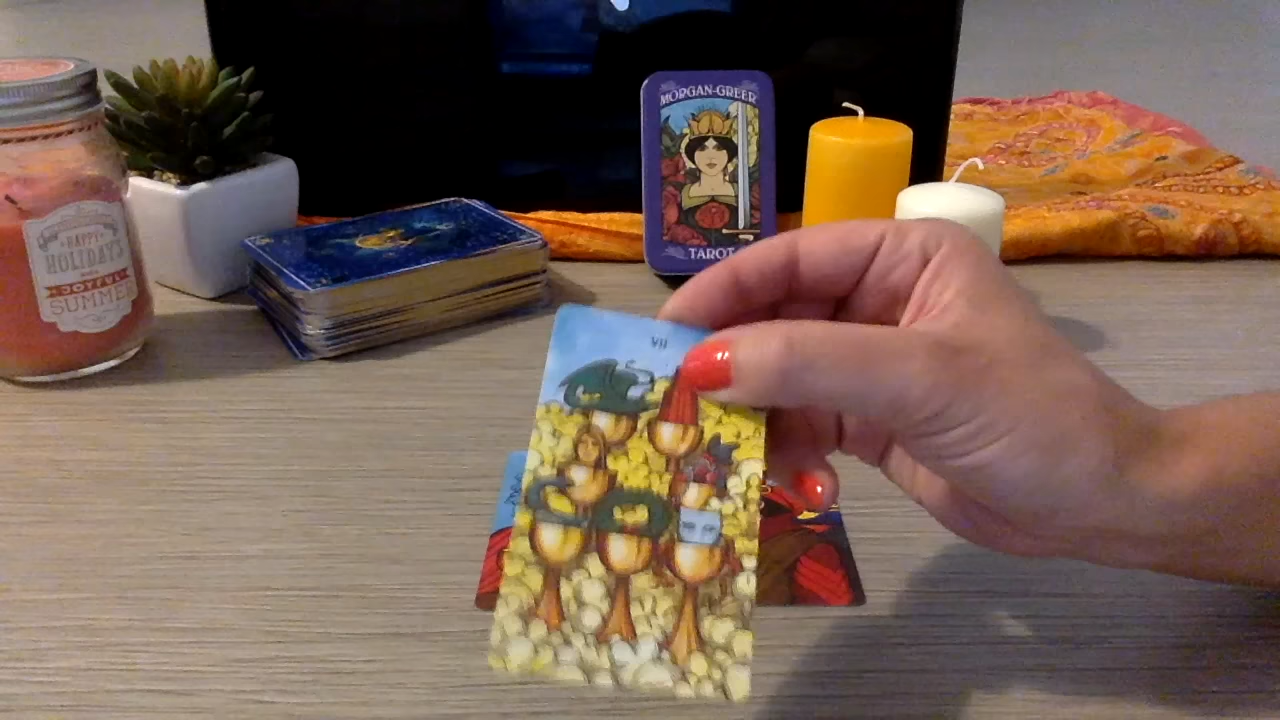 HAPPY
HOLIDAYS
JOYFUL
SUMMER
MORGAN-GREER
TAROT
VII